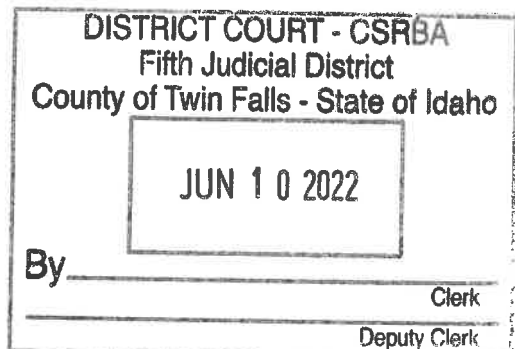 DISTRICT COURT - CSRBA
Fifth Judicial District
County of Twin Falls - State of Idaho
JUN 10 2022
By
Clerk
Deputy Clerk